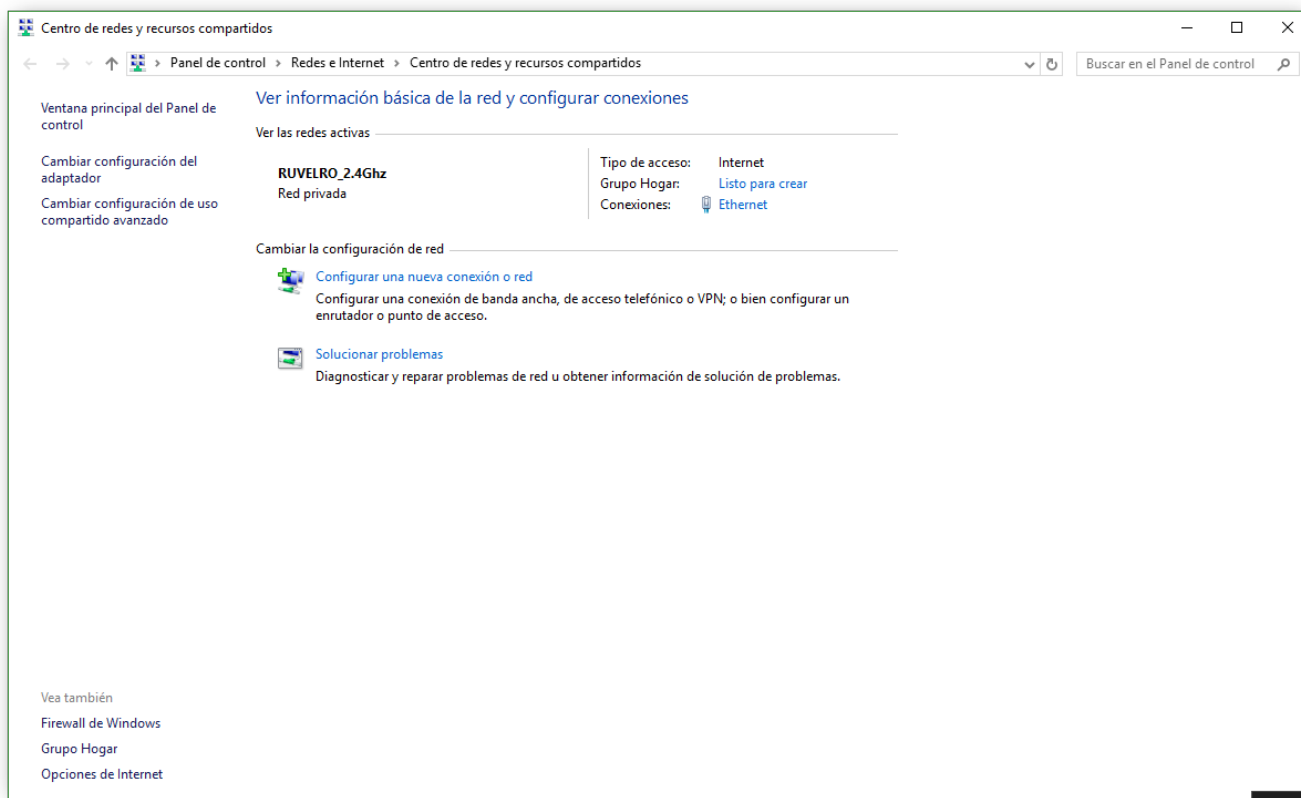 Centro de redes y recursos compartidos
Panel de control > Redes e Internet > Centro de redes y recursos compartidos
Buscar en el Panel de control
Ventana principal del Panel de
control
Cambiar configuración del
adaptador
Cambiar configuración de uso
compartido avanzado
Ver información básica de la red y configurar conexiones
Ver las redes activas
RUVELRO_2.4Ghz
Red privada
Tipo de acceso: Internet
Grupo Hogar: Listo para crear
Conexiones: Ethernet
Cambiar la configuración de red
Configurar una nueva conexión o red
Configurar una conexión de banda ancha, de acceso telefónico o VPN; o bien configurar un
enrutador o punto de acceso.
Solucionar problemas
Diagnosticar y reparar problemas de red u obtener información de solución de problemas.
Vea también
Firewall de Windows
Grupo Hogar
Opciones de Internet